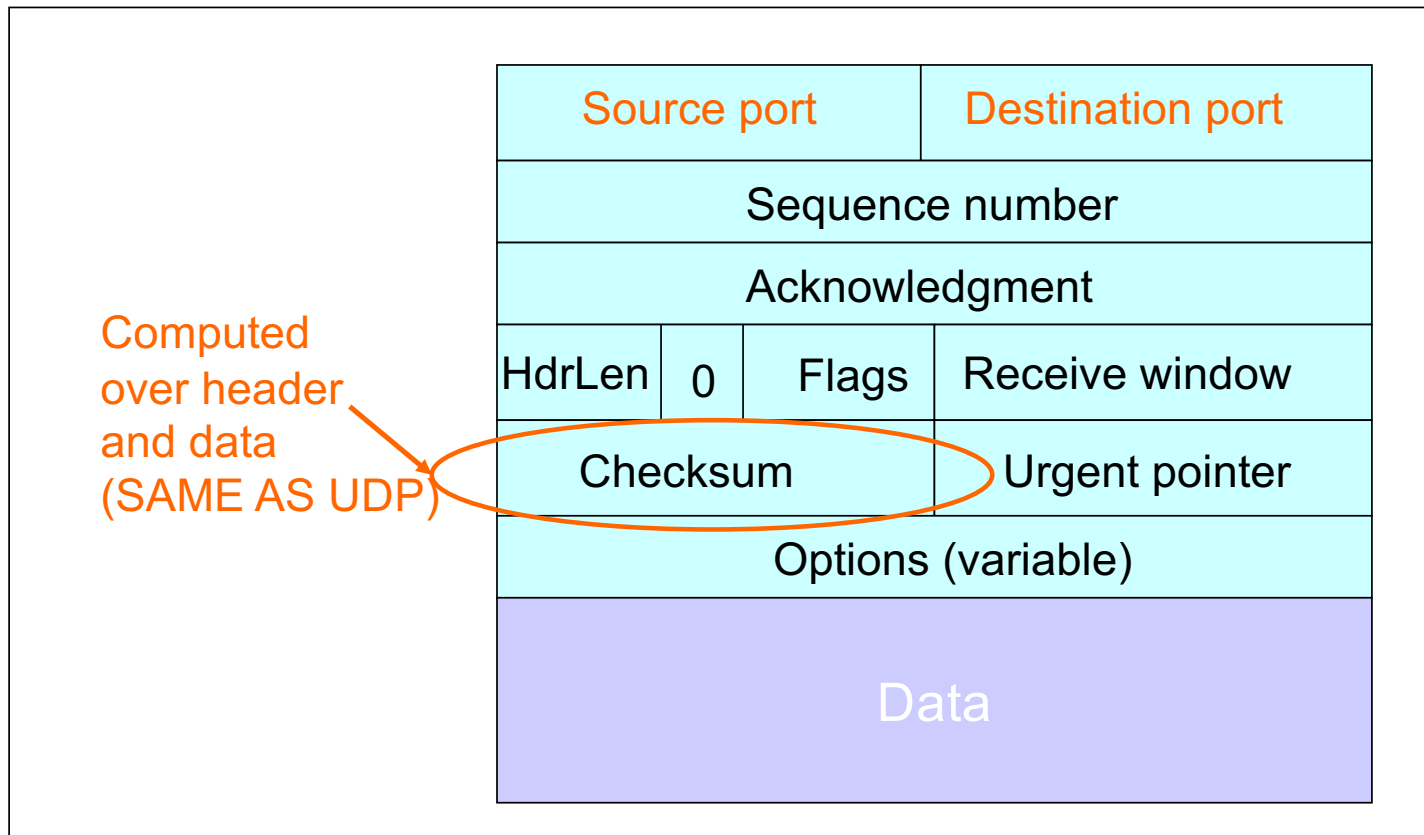 Source port
Destination port
Sequence number
Acknowledgment
Computed
over header
and data
(SAME AS UDP)
HdrLen
0
Flags
Receive window
Checksum
Urgent pointer
Options (variable)
Data